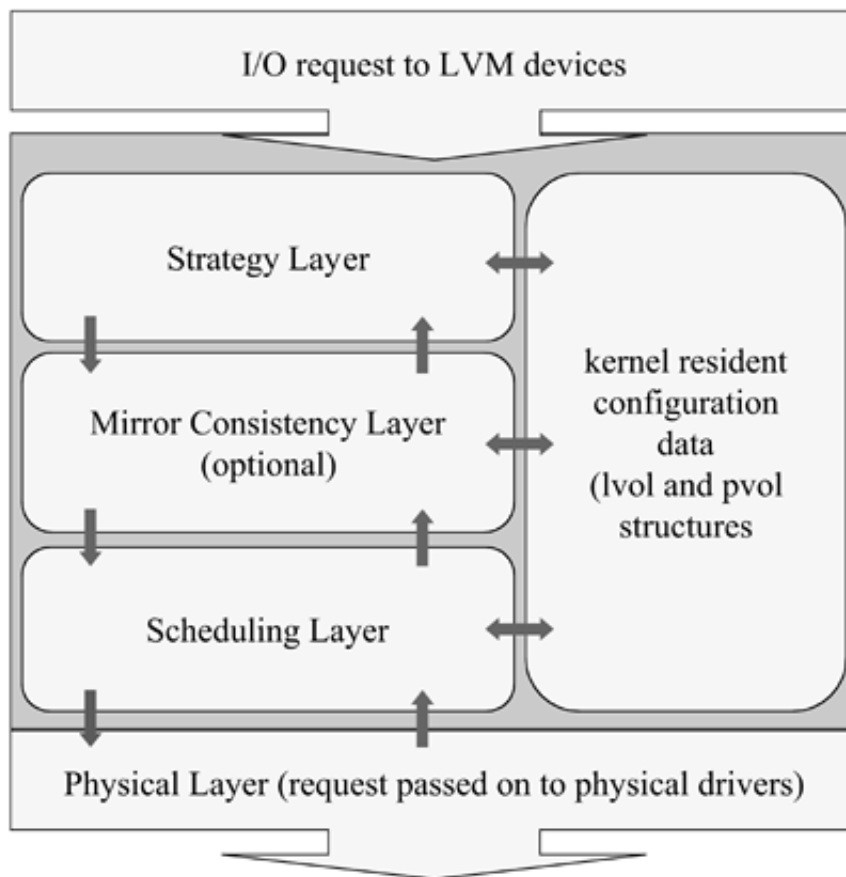 I/O request to LVM devices
Strategy Layer
Mirror Consistency Layer
(optional)
Scheduling Layer
kernel resident
configuration
data
(lvol and pvol
structures
Physical Layer (request passed on to physical drivers)